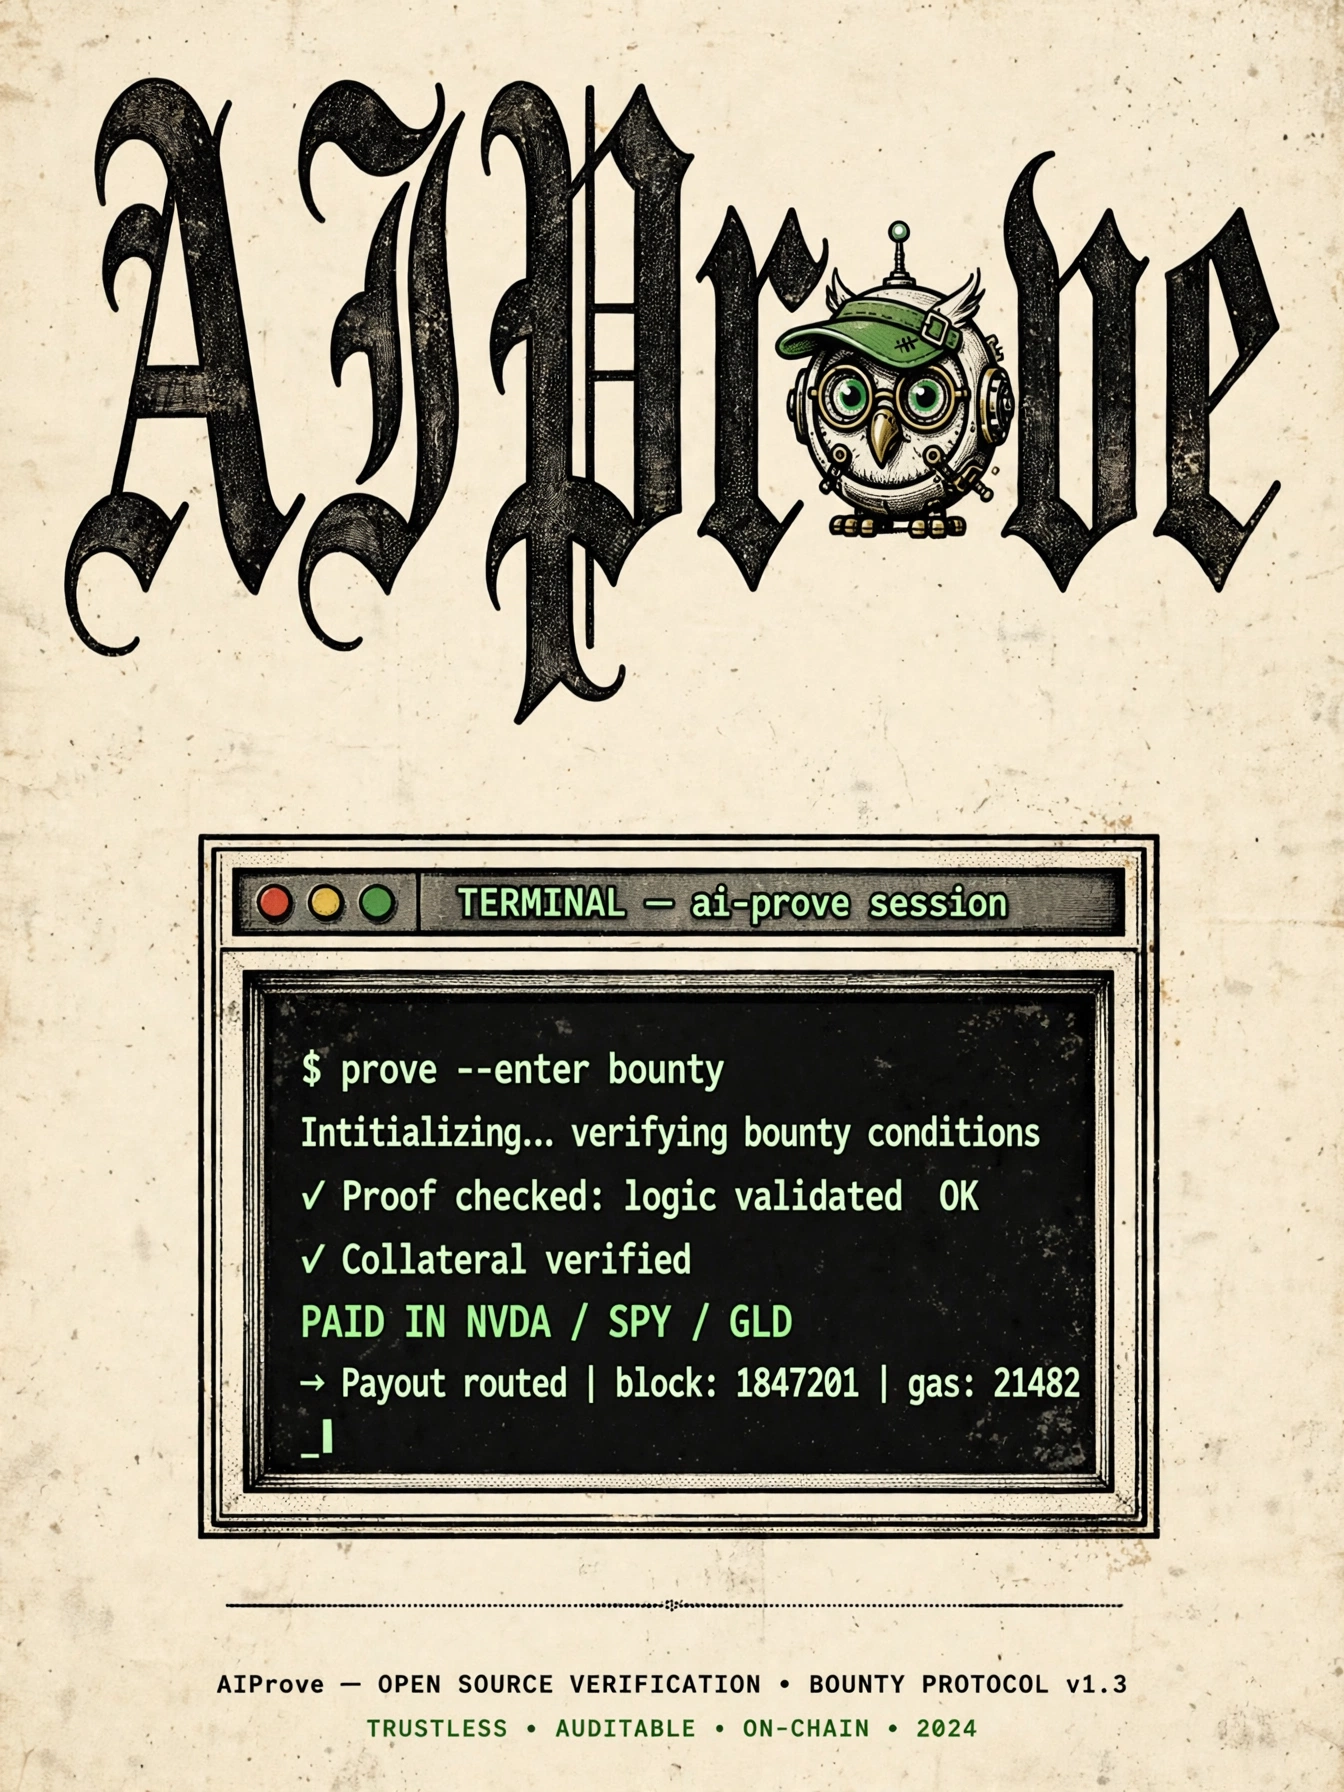 AIProve
TERMINAL — ai-prove session
$ prove --enter bounty
Intitializing... verifying bounty conditions
✓ Proof checked: logic validated  OK
✓ Collateral verified
PAID IN NVDA / SPY / GLD
→ Payout routed | block: 1847201 | gas: 21482
_
AIProve — OPEN SOURCE VERIFICATION • BOUNTY PROTOCOL v1.3
TRUSTLESS • AUDITABLE • ON-CHAIN • 2024